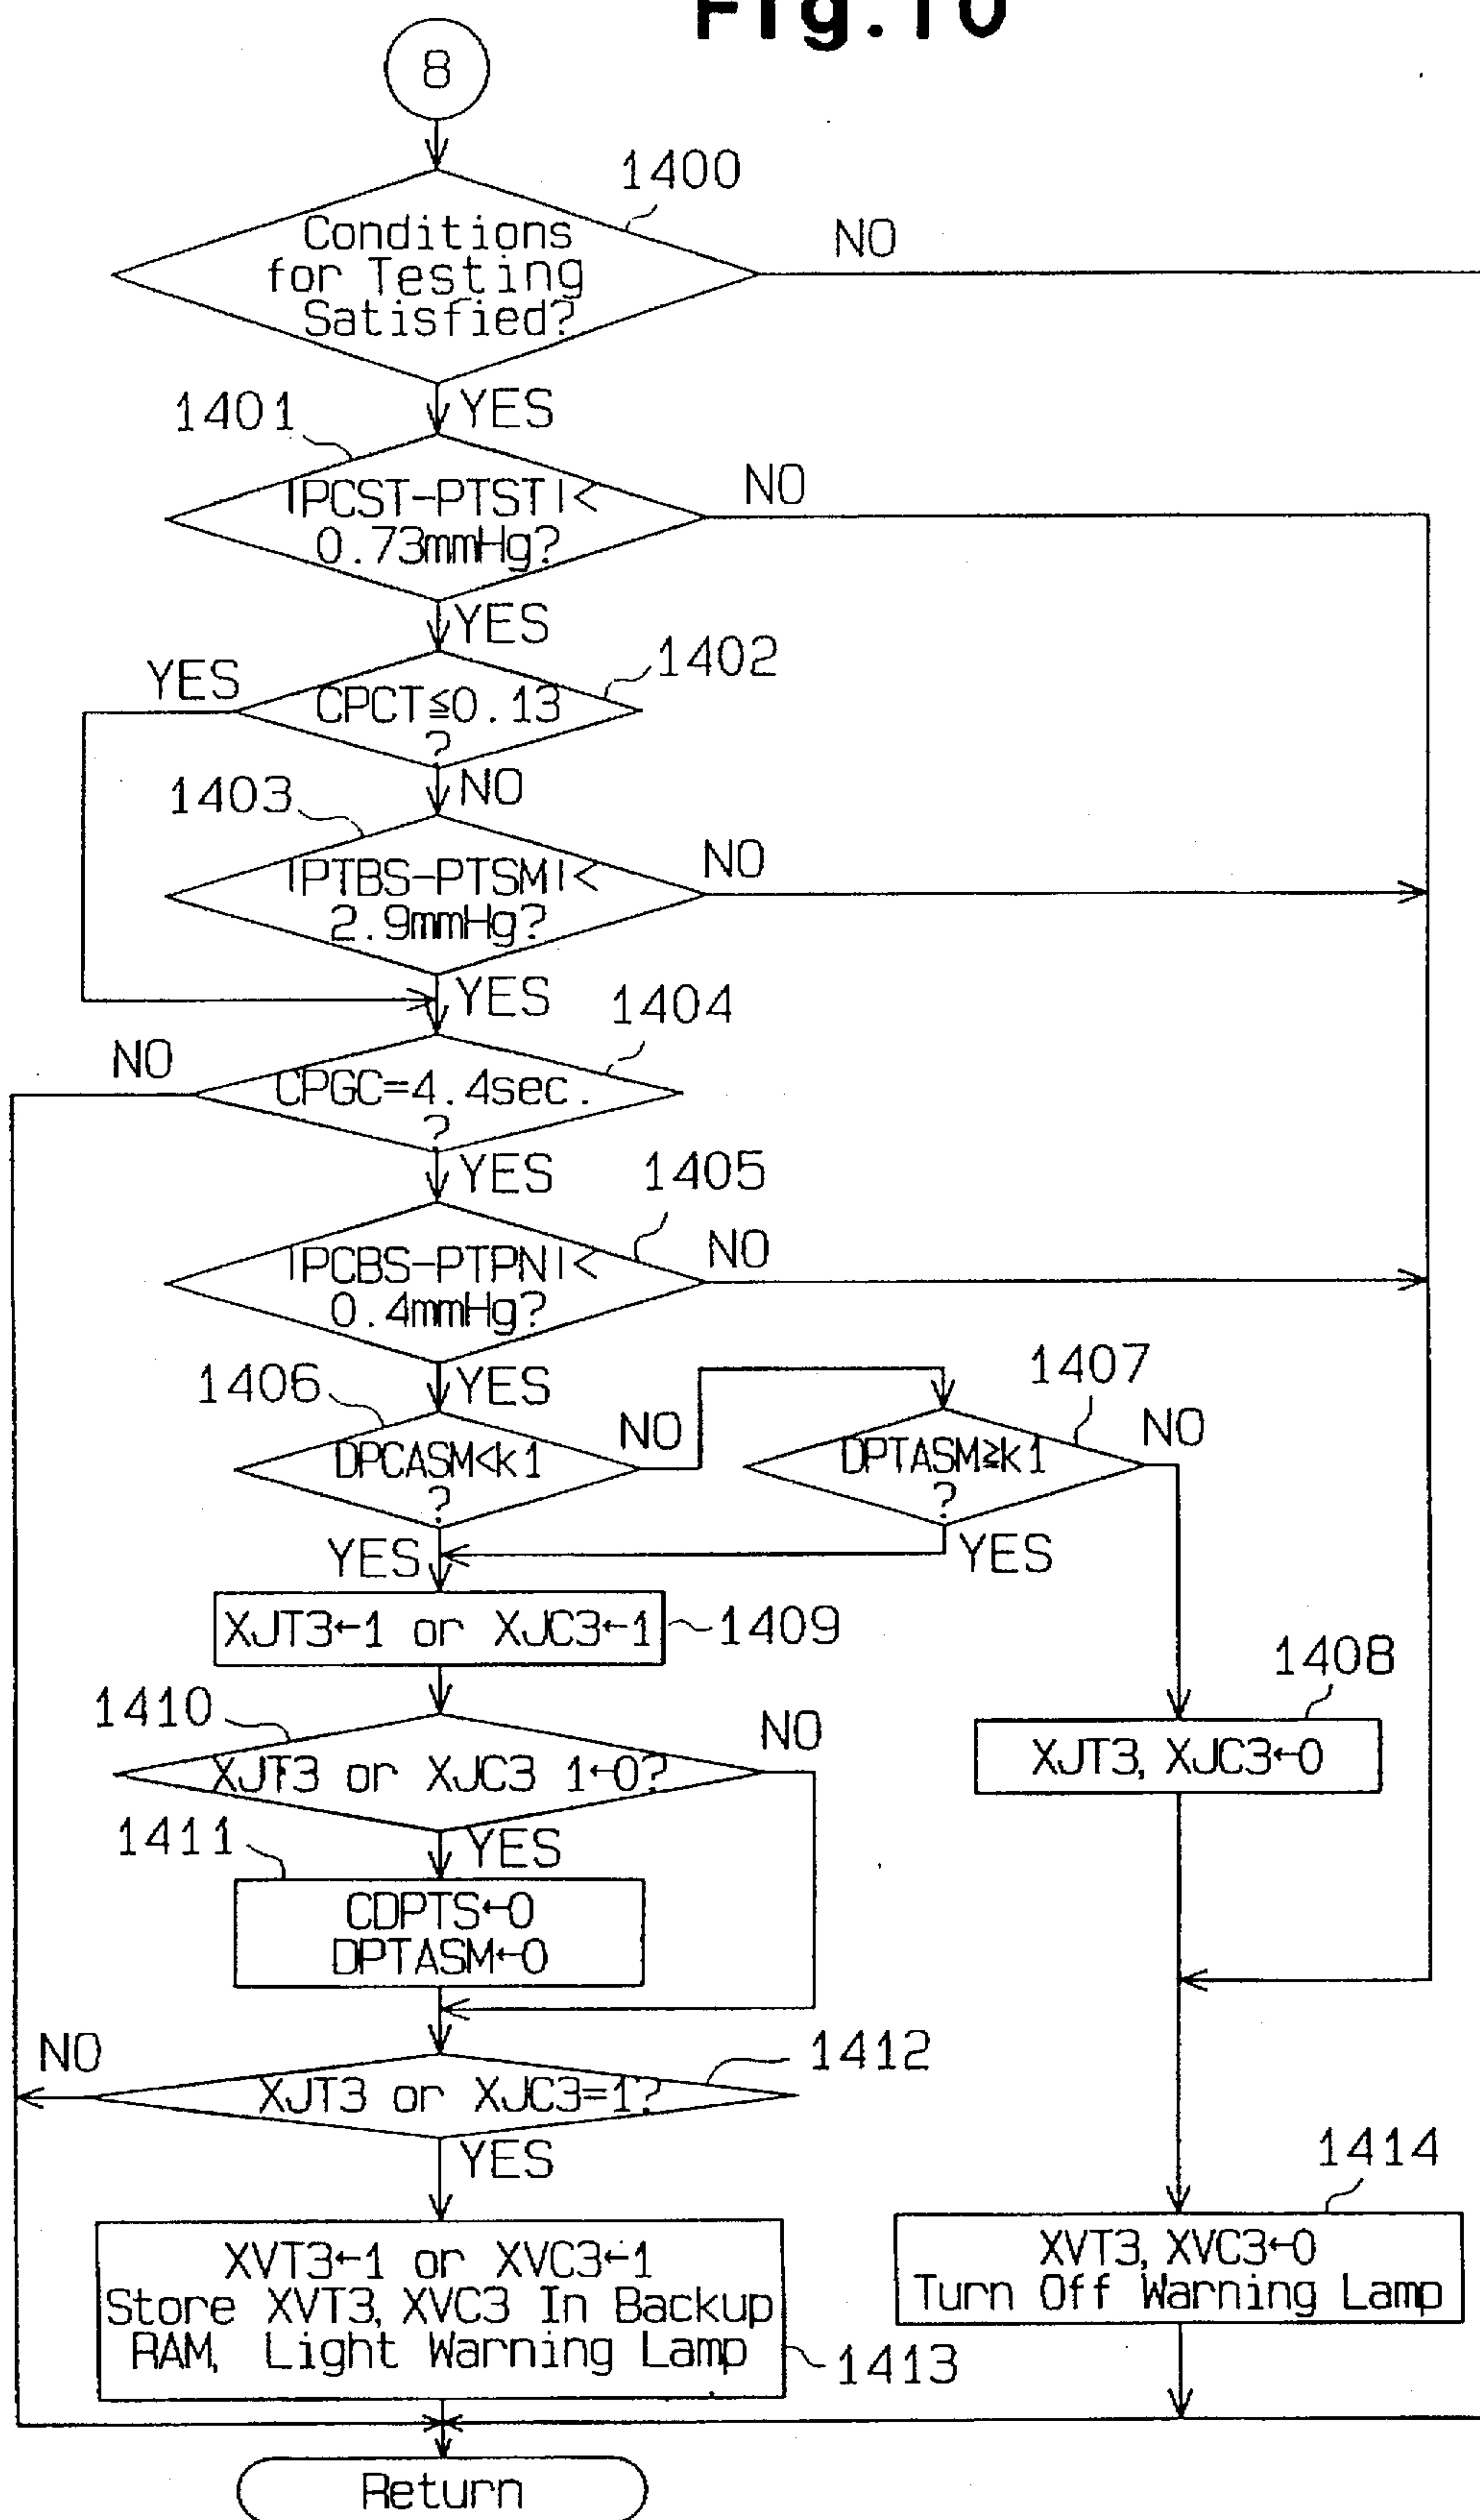 Fig.10
8
1400
Conditions
for Testing
Satisfied?
NO
YES
1401
|PCST-PTST|<
0.73mmHg?
NO
YES
1402
YES
CPCT≦0.13
?
NO
1403
|PTBS-PTSM|<
2.9mmHg?
NO
YES
1404
NO
CPGC=4.4sec.
?
YES
1405
|PCBS-PTPN|<
0.4mmHg?
NO
YES
1406
DPCASM<k1
?
NO
1407
DPTASM≧k1
?
NO
YES
YES
XJT3←1 or XJC3←1
1409
1408
XJT3, XJC3←0
1410
XJT3 or XJC3 1←0?
NO
YES
1411
CDPTS←0
DPTASM←0
1412
NO
XJT3 or XJC3=1?
YES
XVT3←1 or XVC3←1
Store XVT3, XVC3 In Backup
RAM, Light Warning Lamp
1413
1414
XVT3, XVC3←0
Turn Off Warning Lamp
Return